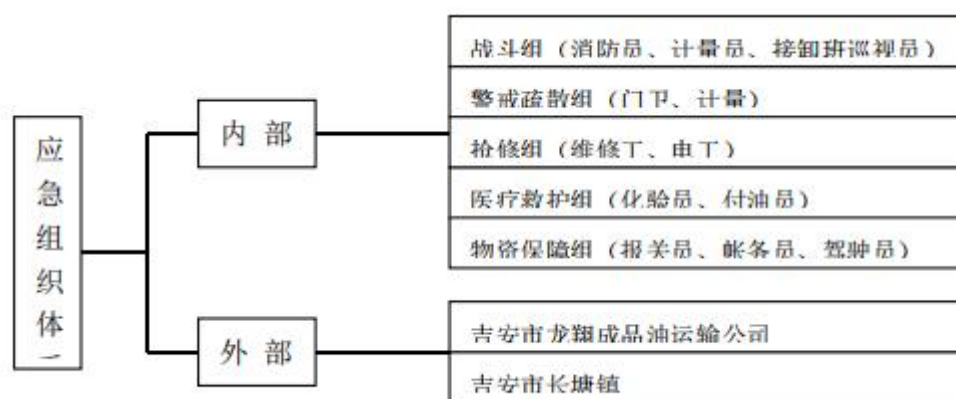 应急组织体
内部
外部
战斗组（消防员、计量员、接卸班巡视员）
警戒疏散组（门卫、计量）
抢修组（维修工、电工）
医疗救护组（化验员、付油员）
物资保障组（报关员、帐务员、驾驶员）
吉安市龙翔成品油运输公司
吉安市长塘镇